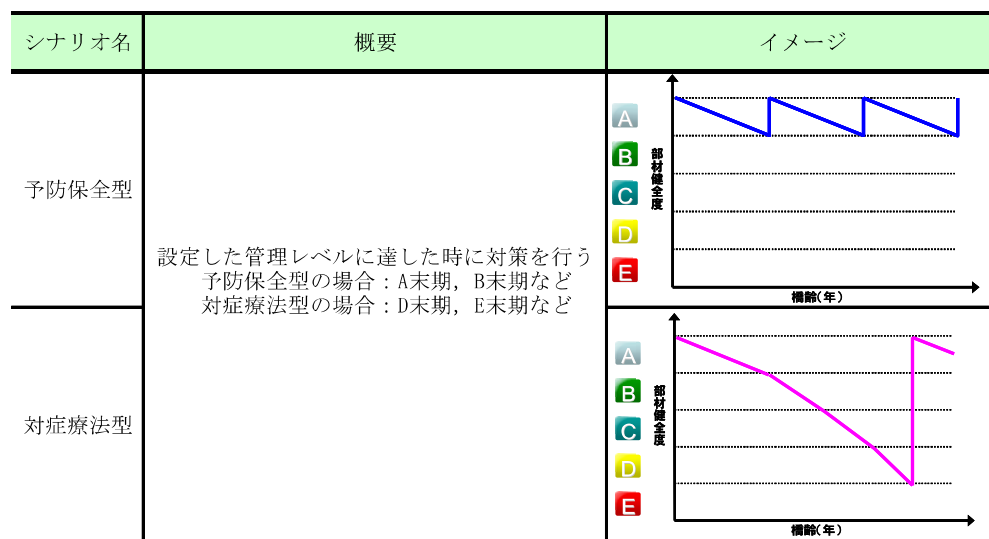 シナリオ名
概要
イメージ
予防保全型
設定した管理レベルに達した時に対策を行う
予防保全型の場合：A末期，B末期など
対症療法型の場合：D末期，E末期など
A
B
C
D
E
部材健全度
橋齢(年)
対症療法型
A
B
C
D
E
部材健全度
橋齢(年)